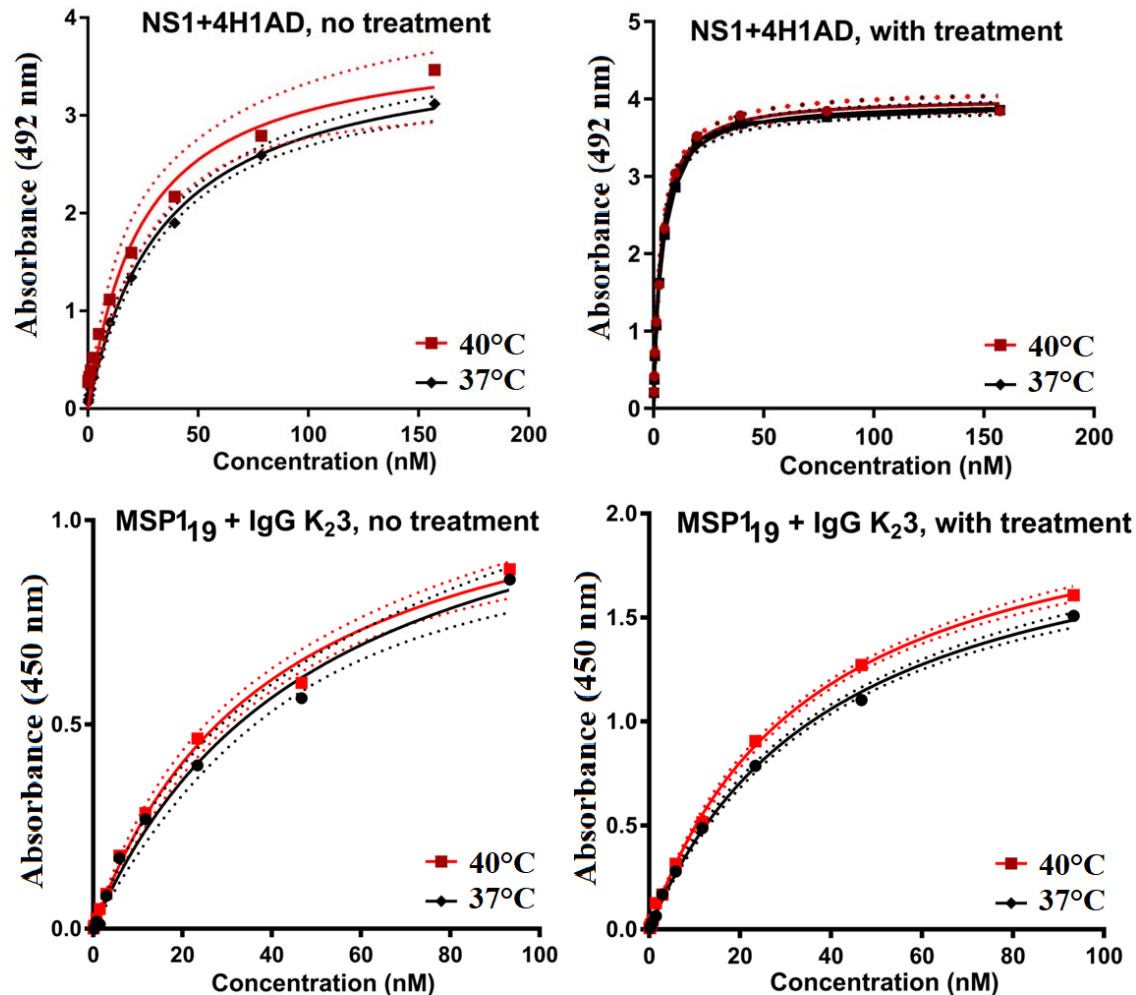 NS1+4H1AD, no treatment
Absorbance (492 nm)
4
3
2
1
0
0
50
100
150
200
Concentration (nM)
40°C
37°C
NS1+4H1AD, with treatment
Absorbance (492 nm)
5
4
3
2
1
0
0
50
100
150
200
Concentration (nM)
40°C
37°C
MSP1₁₉ + IgG K₂3, no treatment
Absorbance (450 nm)
1.0
0.5
0.0
0
20
40
60
80
100
Concentration (nM)
40°C
37°C
MSP1₁₉ + IgG K₂3, with treatment
Absorbance (450 nm)
2.0
1.5
1.0
0.5
0.0
0
20
40
60
80
100
Concentration (nM)
40°C
37°C